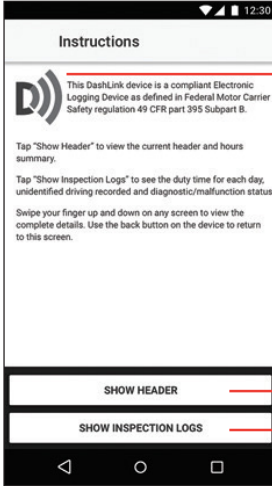 12:30
Instructions
This DashLink device is a compliant Electronic
Logging Device as defined in Federal Motor Carrier
Safety regulation 49 CFR part 395 Subpart B.
Tap "Show Header" to view the current header and hours
summary.
Tap "Show Inspection Logs" to see the duty time for each day,
unidentified driving recorded and diagnostic/malfunction status
Swipe your finger up and down on any screen to view the
complete details. Use the back button on the device to return
to this screen.
SHOW HEADER
SHOW INSPECTION LOGS